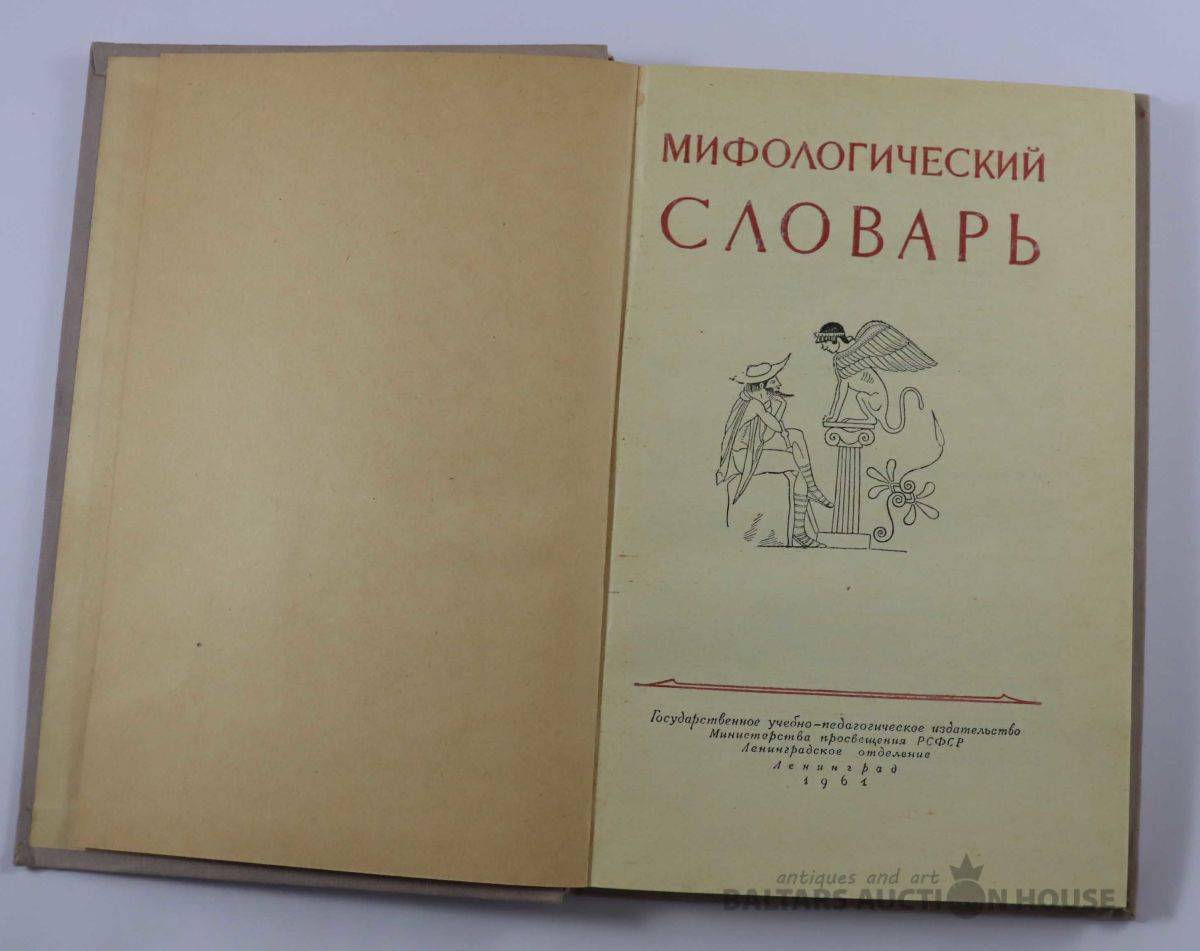 МИФОЛОГИЧЕСКИЙ
СЛОВАРЬ
Государственное учебно-педагогическое издательство
Министерства просвещения РСФСР
Ленинградское отделение
Ленинград
1961
antiques and art
BALTARS AUCTION HOUSE